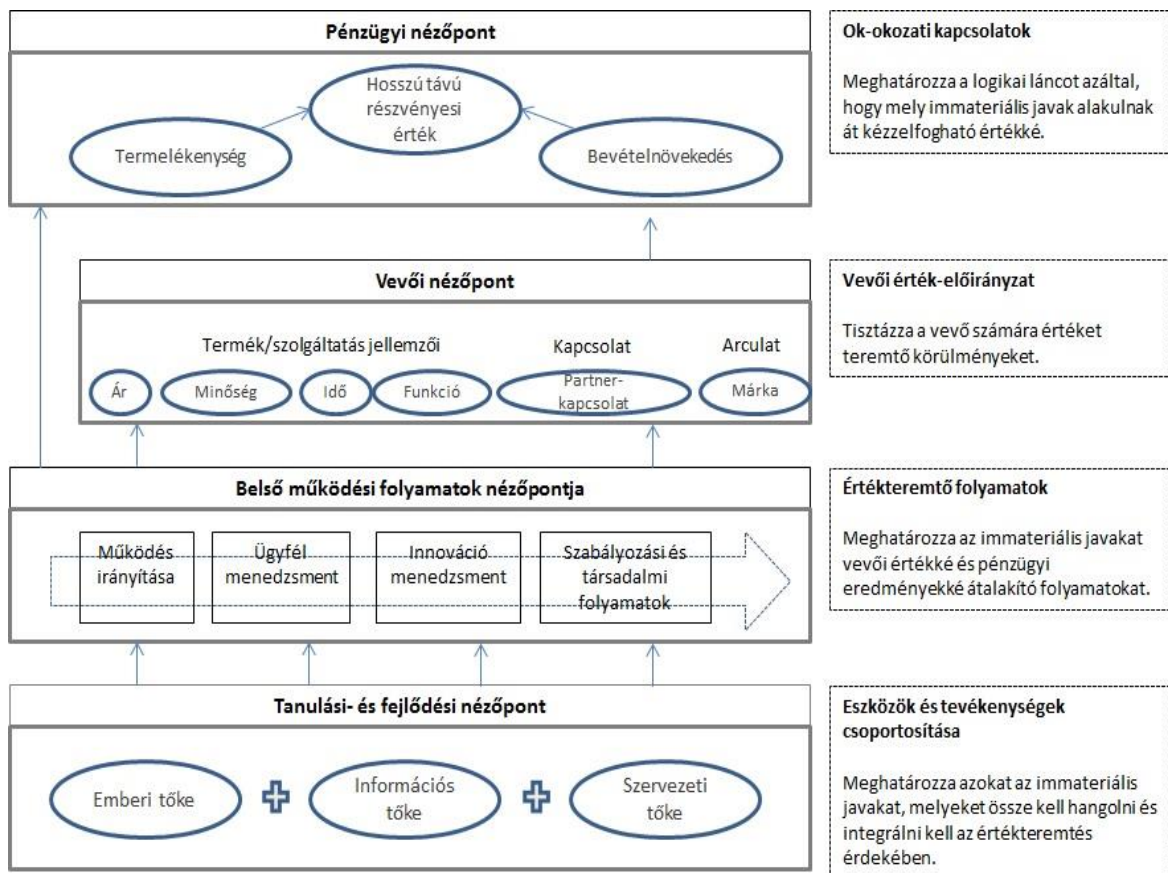 Pénzügyi nézőpont
Hosszú távú
részvényesi
érték
Termelékenység
Bevételnövekedés
Ok-okozati kapcsolatok
Meghatározza a logikai láncot azáltal,
hogy mely immateriális javak alakulnak
át kézzelfogható értékké.
Vevői nézőpont
Termék/szolgáltatás jellemzői
Kapcsolat
Arculat
Ár
Minőség
Idő
Funkció
Partner-
kapcsolat
Márka
Vevői érték-előirányzat
Tisztázza a vevő számára értéket
teremtő körülményeket.
Belső működési folyamatok nézőpontja
Működés
irányítása
Ügyfél
menedzsment
Innováció
menedzsment
Szabályozási és
társadalmi
folyamatok
Értékteremtő folyamatok
Meghatározza az immateriális javakat
vevői értékké és pénzügyi
eredményekké átalakító folyamatokat.
Tanulási- és fejlődési nézőpont
Emberi tőke
Információs
tőke
Szervezeti
tőke
Eszközök és tevékenységek
csoportosítása
Meghatározza azokat az immateriális
javakat, melyeket össze kell hangolni és
integrálni kell az értékteremtés
érdekében.